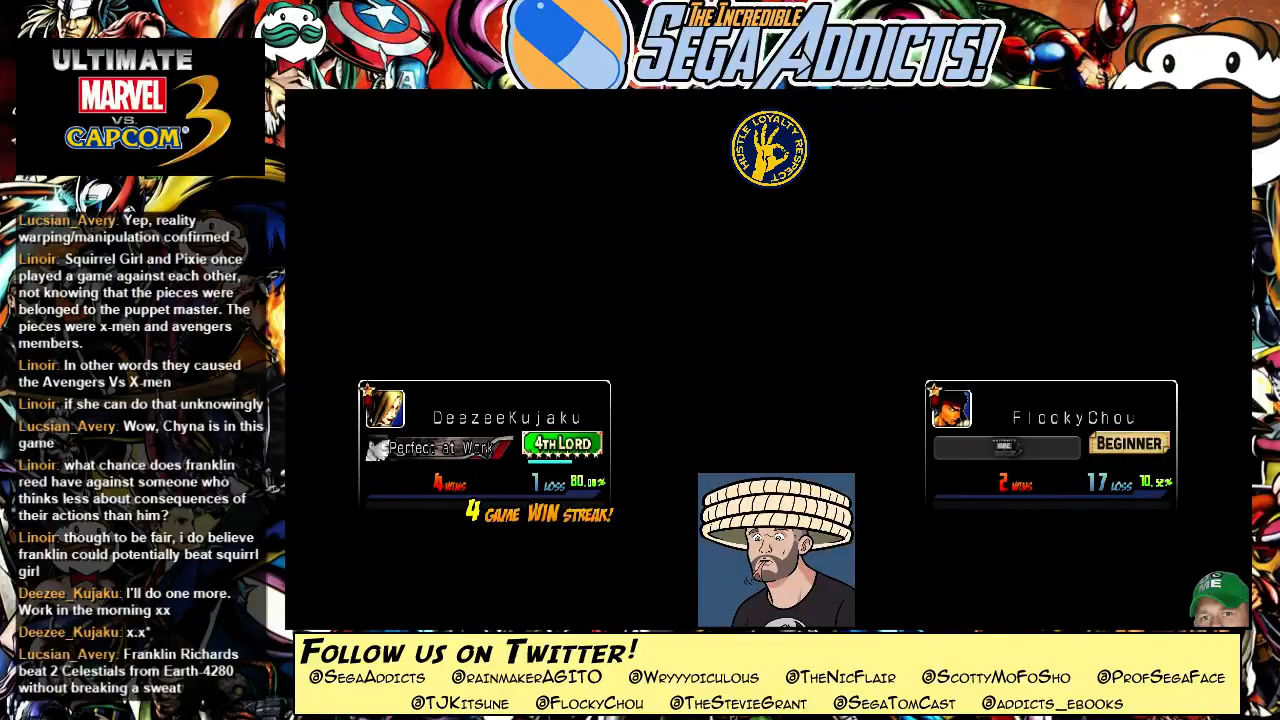 THE INCREDIBLE
SEGA ADDICTS!
ULTIMATE
MARVEL
VS.
CAPCOM 3
HUSTLE LOYALTY RESPECT
Lucsian_Avery: Yep, reality
warping/manipulation confirmed
Linoir: Squirrel Girl and Pixie once
played a game against each other,
not knowing that the pieces were
belonged to the puppet master. The
pieces were x-men and avengers
members.
Linoir: In other words they caused
the Avengers Vs X-men
Linoir: if she can do that unknowingly
Lucsian_Avery: Wow, Chyna is in this
game
Linoir: what chance does franklin
reed have against someone who
thinks less about consequences of
their actions than him?
Linoir: though to be fair, i do believe
franklin could potentially beat squirrl
girl
Deezee_Kujaku: I'll do one more.
Work in the morning xx
Deezee_Kujaku: x.x*
Lucsian_Avery: Franklin Richards
beat 2 Celestials from Earth-4280
without breaking a sweat
DeezeeKujaku
Perfect at Work
4TH LORD
4 WINS 1 LOSS 80.00%
4 GAME WIN STREAK!
FlockyChou
BEGINNER
2 WINS 17 LOSS 10.52%
ME
FOLLOW US ON TWITTER!
@SEGAADDICTS @RAINMAKERAGITO @WRYYYDICULOUS @THENICFLAIR @SCOTTYMOFOSHO @PROFSEGAFACE
@TJKITSUNE @FLOCKYCHOU @THESTEVIEGRANT @SEGATOMCAST @ADDICTS_EBOOKS